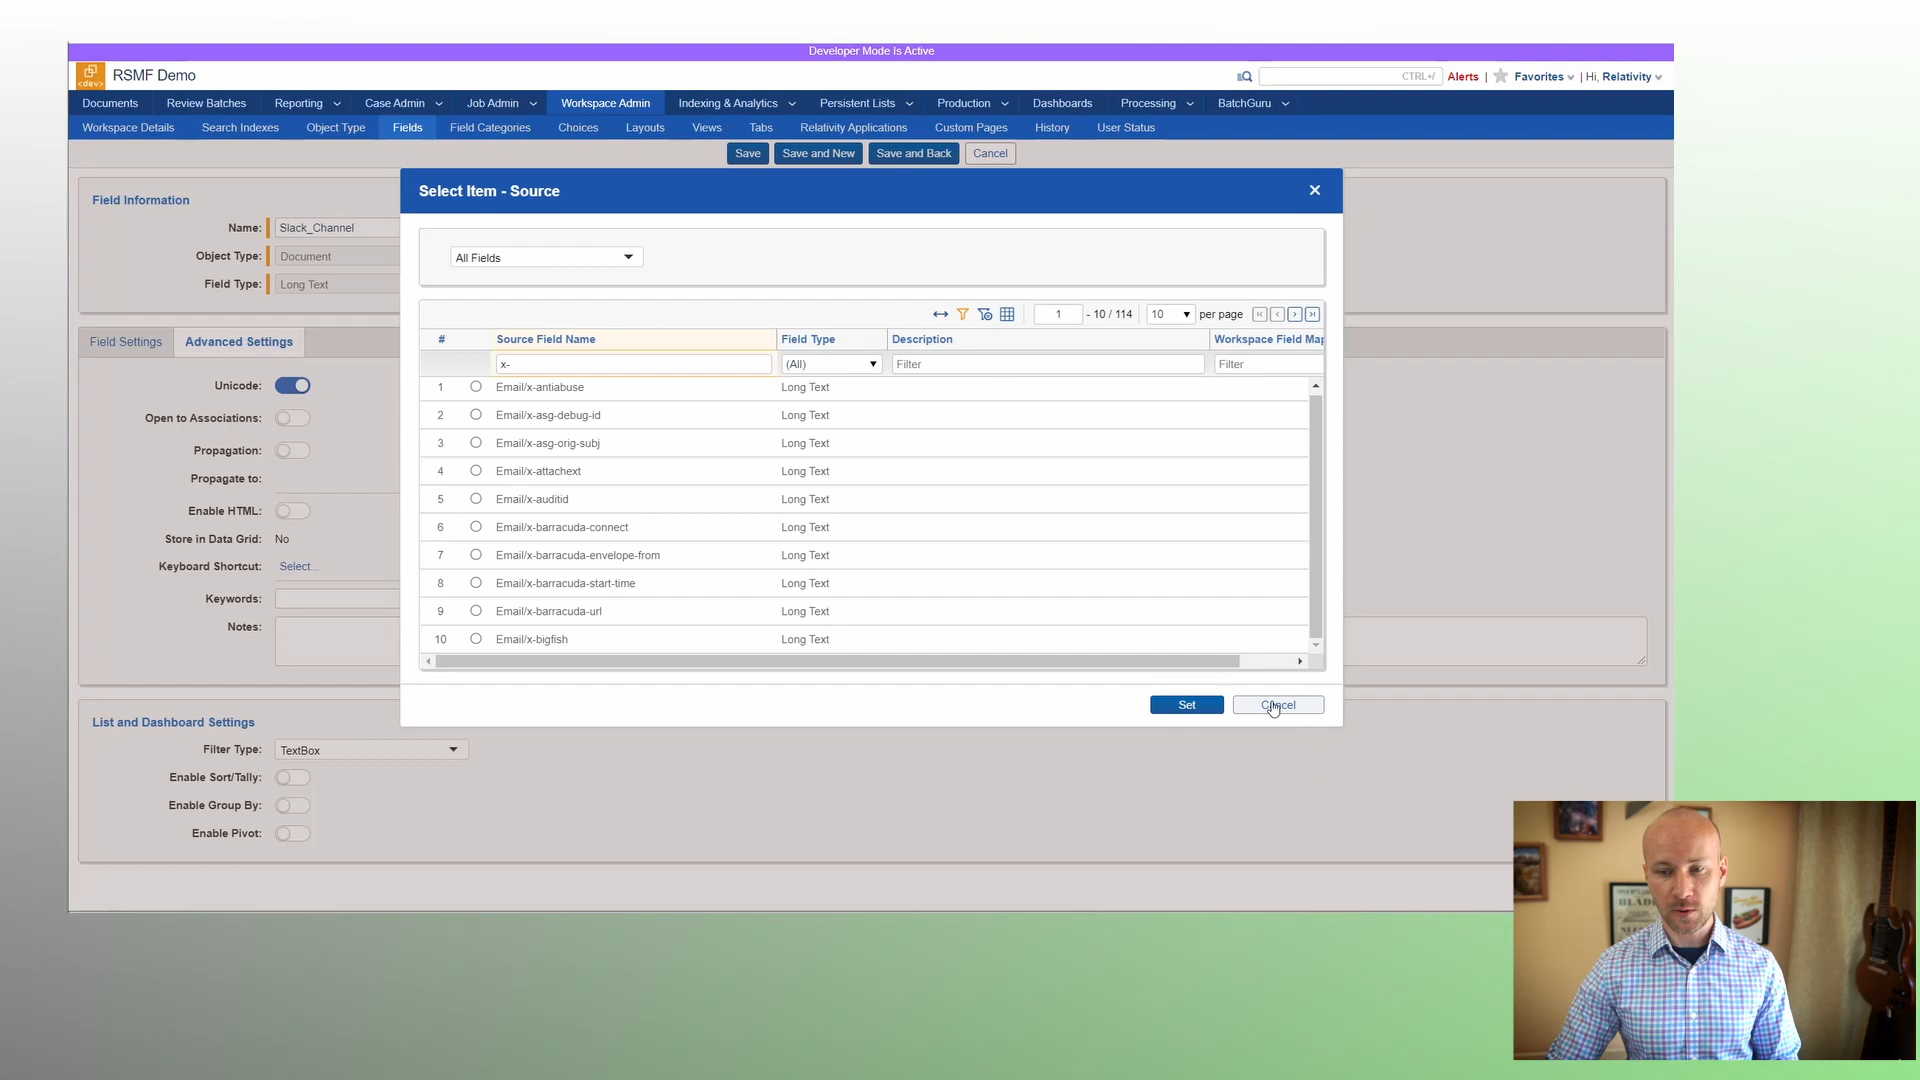 Developer Mode Is Active
<dev> RSMF Demo CTRL+/ Alerts | Favorites | Hi, Relativity
Documents Review Batches Reporting Case Admin Job Admin Workspace Admin Indexing & Analytics Persistent Lists Production Dashboards Processing BatchGuru
Workspace Details Search Indexes Object Type Fields Field Categories Choices Layouts Views Tabs Relativity Applications Custom Pages History User Status
Save Save and New Save and Back Cancel
Field Information
Name: Slack_Channel
Object Type: Document
Field Type: Long Text
Field Settings Advanced Settings
Unicode:
Open to Associations:
Propagation:
Propagate to:
Enable HTML:
Store in Data Grid: No
Keyboard Shortcut: Select...
Keywords:
Notes:
List and Dashboard Settings
Filter Type: TextBox
Enable Sort/Tally:
Enable Group By:
Enable Pivot:
Select Item - Source
All Fields
1 - 10 / 114 10 per page
# Source Field Name Field Type Description Workspace Field Map
x- (All) Filter Filter
1 Email/x-antiabuse Long Text
2 Email/x-asg-debug-id Long Text
3 Email/x-asg-orig-subj Long Text
4 Email/x-attachext Long Text
5 Email/x-auditid Long Text
6 Email/x-barracuda-connect Long Text
7 Email/x-barracuda-envelope-from Long Text
8 Email/x-barracuda-start-time Long Text
9 Email/x-barracuda-url Long Text
10 Email/x-bigfish Long Text
Set Cancel